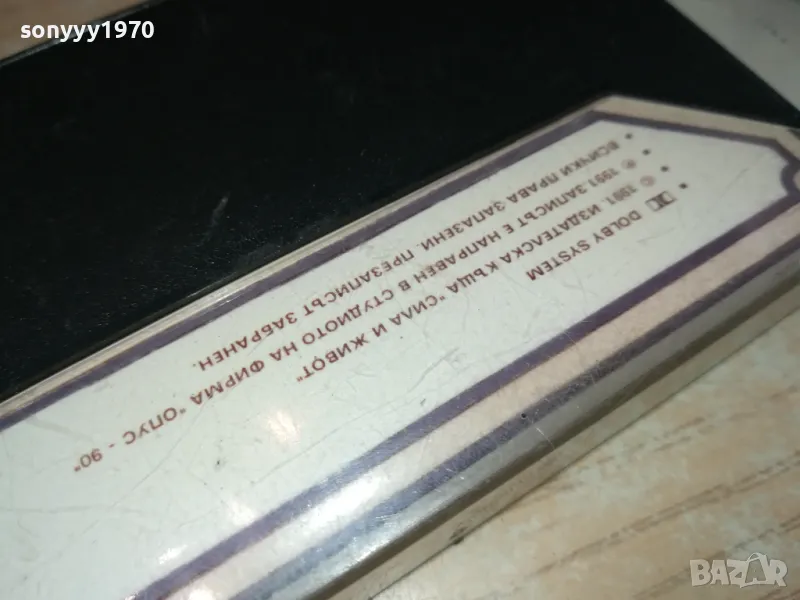 sonyyy1970
DOLBY SYSTEM
© 1991. ИЗДАТЕЛСКА КЪЩА "СИЛА И ЖИВОТ"
℗ 1991. ЗАПИСЪТ Е НАПРАВЕН В СТУДИОТО НА ФИРМА "ОПУС - 90"
ВСИЧКИ ПРАВА ЗАПАЗЕНИ. ПРЕЗАПИСЪТ ЗАБРАНЕН.
BAZAR